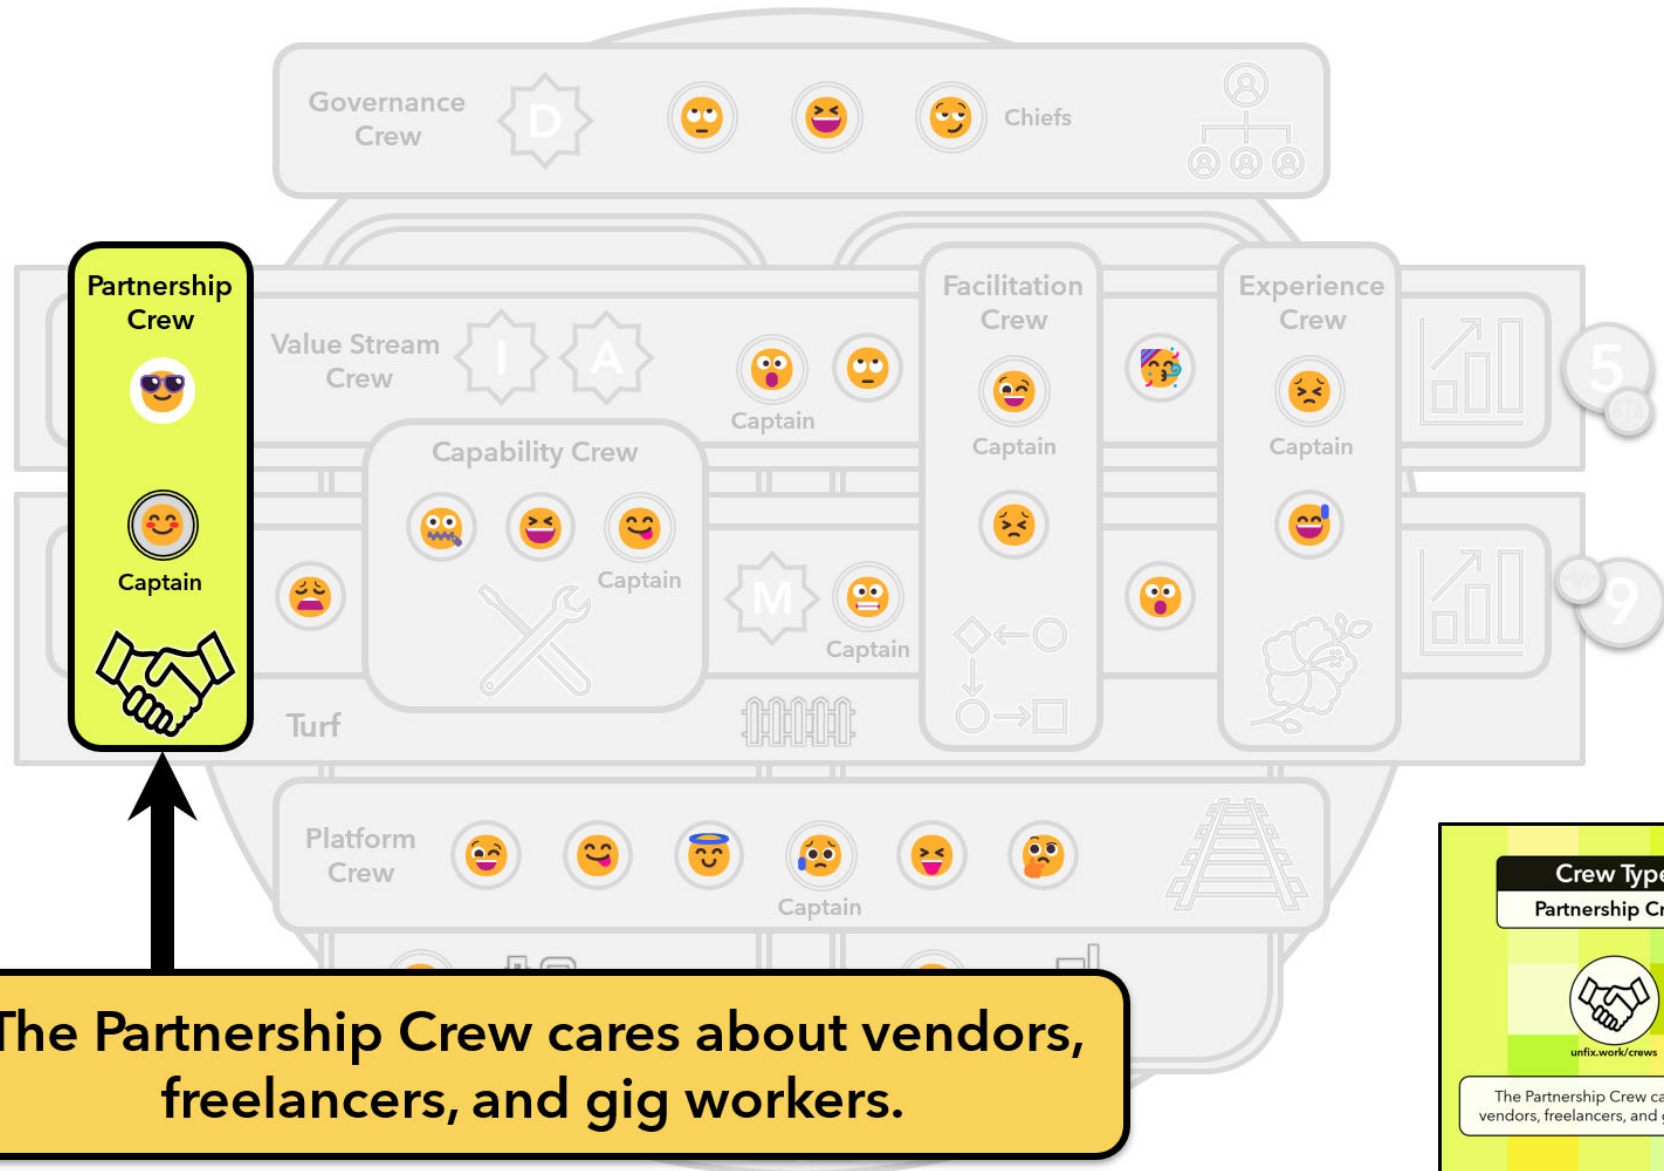 Governance
Crew
D
Chiefs
Partnership
Crew
Captain
Value Stream
Crew
I
A
Captain
Facilitation
Crew
Captain
Experience
Crew
Captain
5
Capability Crew
Captain
M
Captain
9
Turf
Platform
Crew
Captain
The Partnership Crew cares about vendors,
freelancers, and gig workers.
Crew Type
Partnership Cr
unfix.work/crews
The Partnership Crew ca
vendors, freelancers, and g